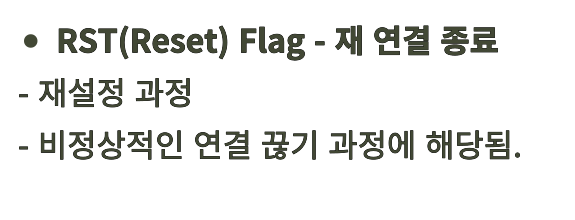 • RST(Reset) Flag - 재 연결 종료
- 재설정 과정
- 비정상적인 연결 끊기 과정에 해당됨.